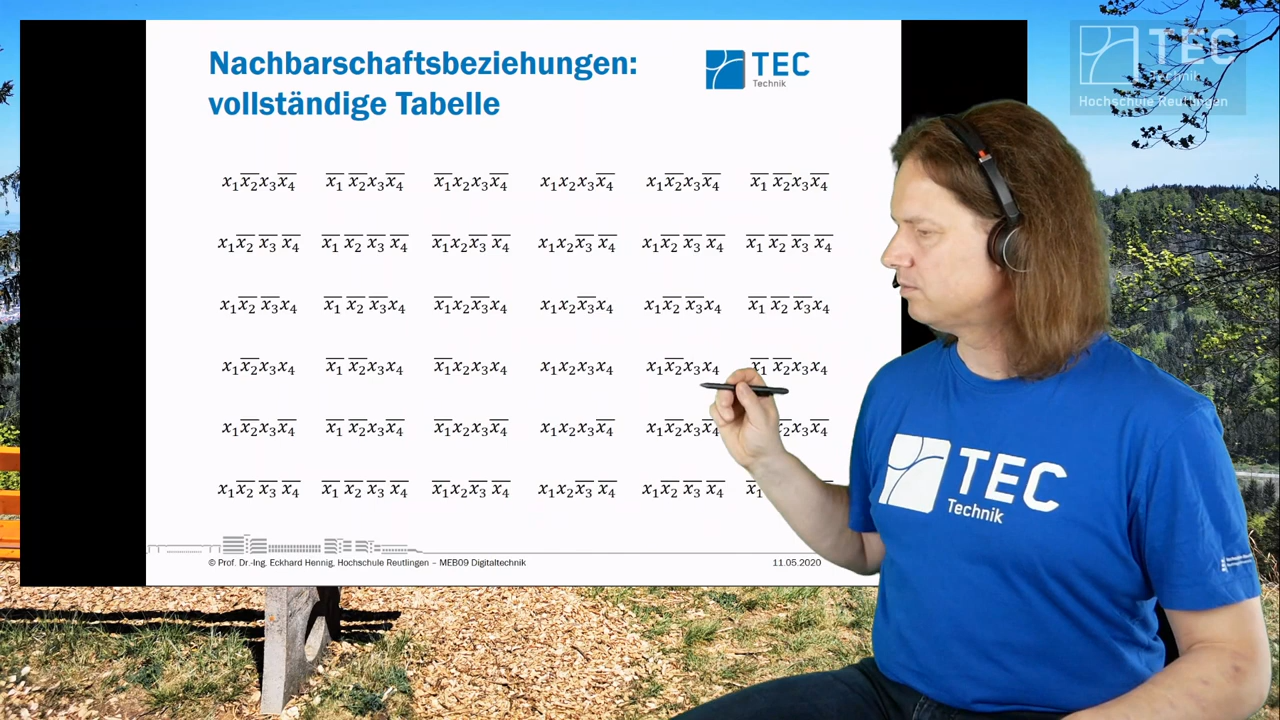 Nachbarschaftsbeziehungen:
vollständige Tabelle
TEC
Technik
TEC
Technik
Hochschule Reutlingen
x₁x̅₂x₃x̅₄ x̅₁x̅₂x₃x̅₄ x̅₁x₂x₃x̅₄ x₁x₂x₃x̅₄ x₁x̅₂x₃x̅₄ x̅₁x̅₂x₃x̅₄
x₁x̅₂x̅₃x̅₄ x̅₁x̅₂x̅₃x̅₄ x̅₁x₂x̅₃x̅₄ x₁x₂x̅₃x̅₄ x₁x̅₂x̅₃x̅₄ x̅₁x̅₂x̅₃x̅₄
x₁x̅₂x̅₃x₄ x̅₁x̅₂x̅₃x₄ x̅₁x₂x̅₃x₄ x₁x₂x̅₃x₄ x₁x̅₂x̅₃x₄ x̅₁x̅₂x̅₃x₄
x₁x̅₂x₃x₄ x̅₁x̅₂x₃x₄ x̅₁x₂x₃x₄ x₁x₂x₃x₄ x₁x̅₂x₃x₄ x̅₁x̅₂x₃x₄
x₁x̅₂x₃x̅₄ x̅₁x̅₂x₃x̅₄ x̅₁x₂x₃x̅₄ x₁x₂x₃x̅₄ x₁x̅₂x₃x̅₄ x̅₂x₃x̅₄
x₁x̅₂x̅₃x̅₄ x̅₁x̅₂x̅₃x̅₄ x̅₁x₂x̅₃x̅₄ x₁x₂x̅₃x̅₄ x₁x̅₂x̅₃x̅₄ x̅₁
TEC
Technik
© Prof. Dr.-Ing. Eckhard Hennig, Hochschule Reutlingen – MEB09 Digitaltechnik
11.05.2020